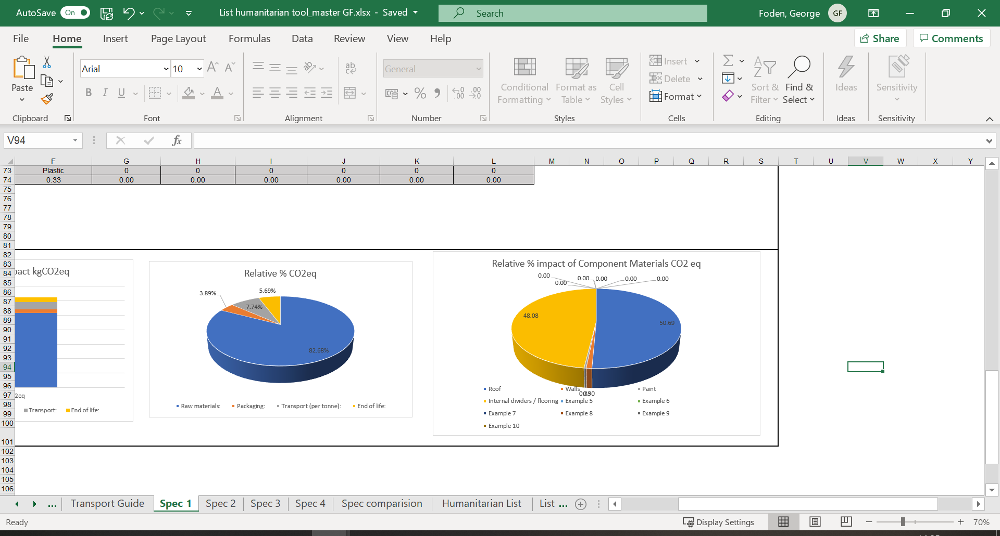 AutoSave On List humanitarian tool_master GF.xlsx - Saved Search Foden, George GF
File Home Insert Page Layout Formulas Data Review View Help Share Comments
Arial 10 General
Paste
B I U
ab
Conditional Formatting
Format as Table
Cell Styles
Insert
Delete
Format
Sort & Filter
Find & Select
Ideas
Sensitivity
Clipboard Font Alignment Number Styles Cells Editing Ideas Sensitivity
V94 fx
F G H I J K L M N O P Q R S T U V W X Y
73 Plastic 0 0 0 0 0 0
74 0.33 0.00 0.00 0.00 0.00 0.00 0.00
75
76
77
78
79
80
81
82
83
84
85
86
87
88
89
90
91
92
93
94
95
96
97
98
99
100
101
102
103
104
105
106
pact kgCO2eq
2eq
Transport: End of life:
Relative % CO2eq
5.69%
3.89%
7.74%
82.68%
Raw materials: Packaging: Transport (per tonne): End of life:
Relative % impact of Component Materials CO2 eq
0.00 0.00 0.00 0.00 0.00 0.00
48.08
50.69
Roof Walls Paint
Internal dividers / flooring Example 5 Example 6
Example 7 Example 8 Example 9
Example 10
... Transport Guide Spec 1 Spec 2 Spec 3 Spec 4 Spec comparision Humanitarian List List ...
Ready Display Settings 70%